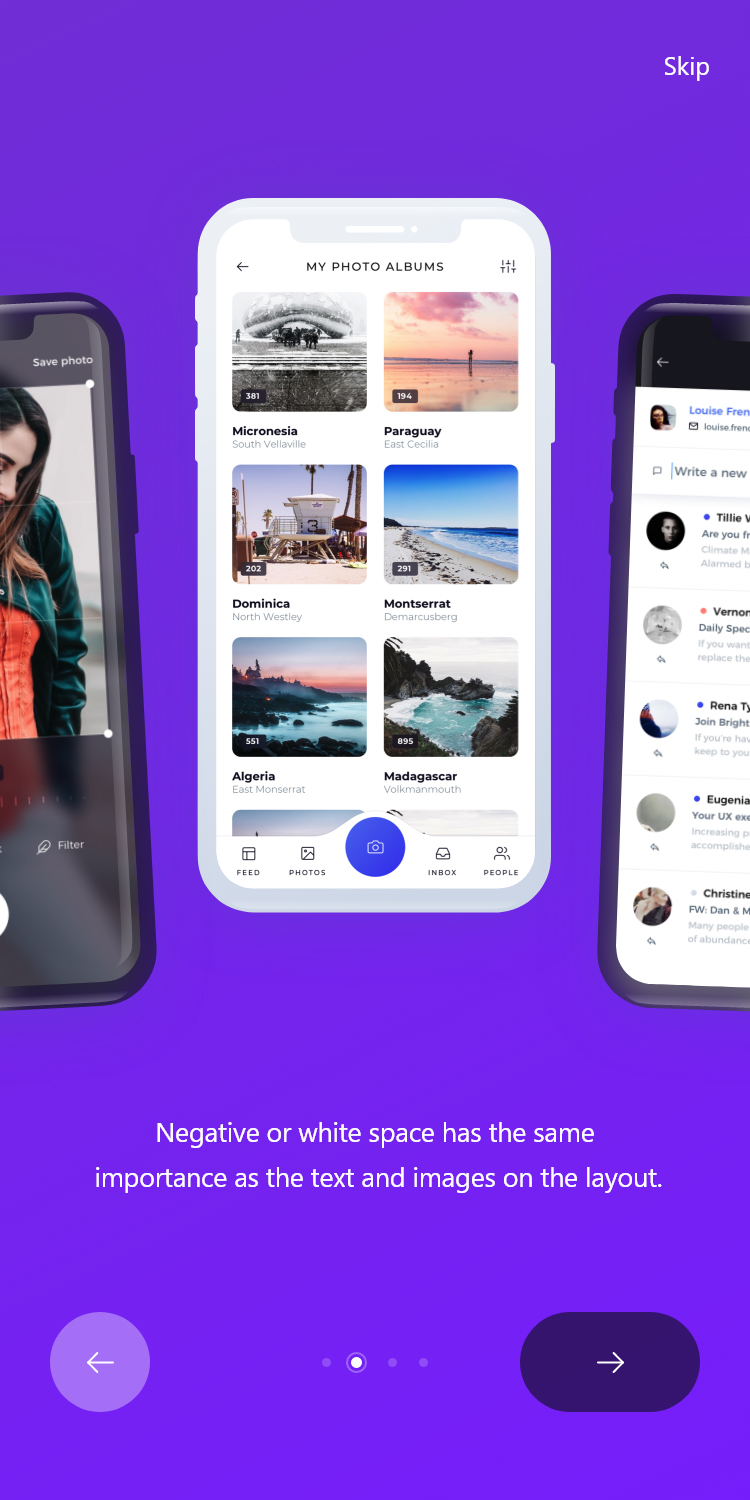 Skip
Save photo
Filter
MY PHOTO ALBUMS
381
194
Micronesia
South Vellaville
Paraguay
East Cecilia
3
202
291
Dominica
North Westley
Montserrat
Demarcusberg
551
895
Algeria
East Monserrat
Madagascar
Volkmanmouth
FEED
PHOTOS
INBOX
PEOPLE
Louise Fren
louise.frenc
Write a new
Tillie W
Are you fr
Climate M
Alarmed b
Vernon
Daily Spec
If you want
replace the
Rena Ty
Join Bright
If you're hav
keep to you
Eugenia
Your UX exe
Increasing p
accomplishe
Christine
FW: Dan & M
Many people
of abundance
Negative or white space has the same
importance as the text and images on the layout.